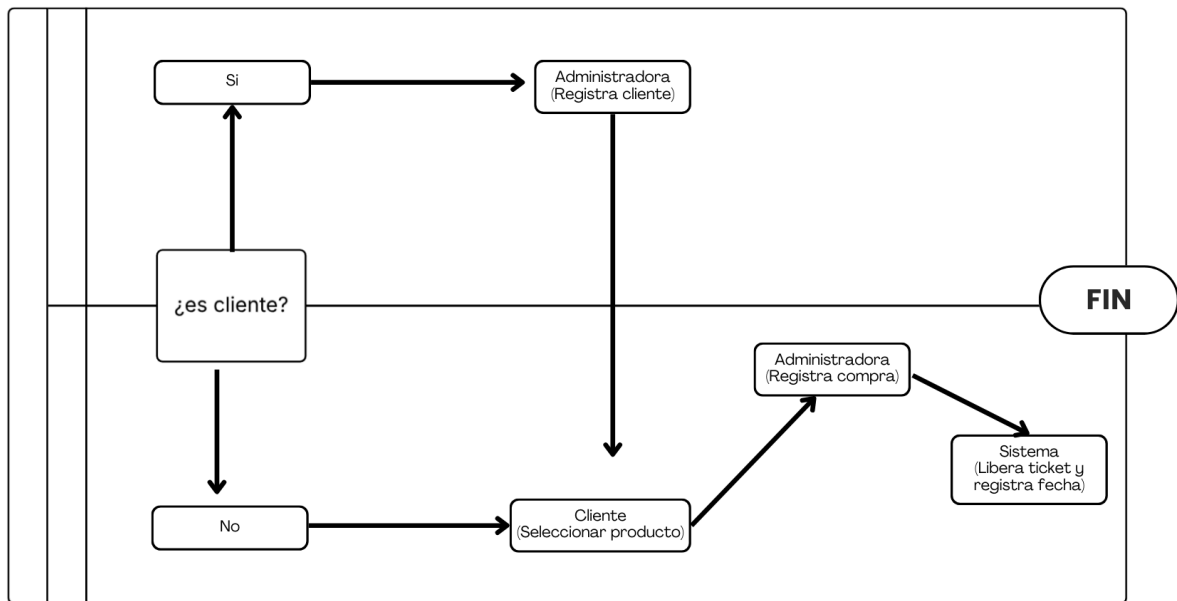 Si
Administradora
(Registra cliente)
¿es cliente?
FIN
Administradora
(Registra compra)
Sistema
(Libera ticket y
registra fecha)
No
Cliente
(Seleccionar producto)